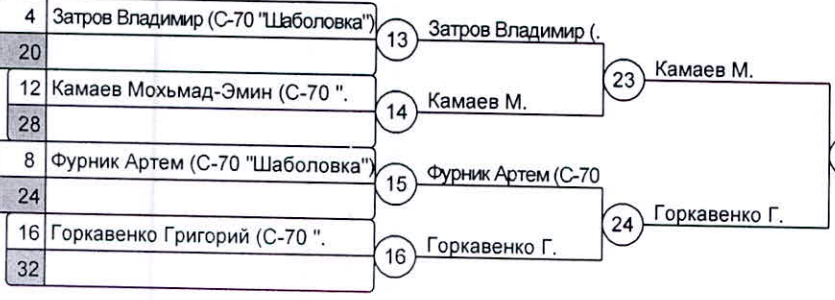 4 Затров Владимир (С-70 "Шаболовка")
20
12 Камаев Мохьмад-Эмин (С-70 ".
28
8 Фурник Артем (С-70 "Шаболовка")
24
16 Горкавенко Григорий (С-70 ".
32
13 Затров Владимир (.
14 Камаев М.
15 Фурник Артем (С-70
16 Горкавенко Г.
23 Камаев М.
24 Горкавенко Г.